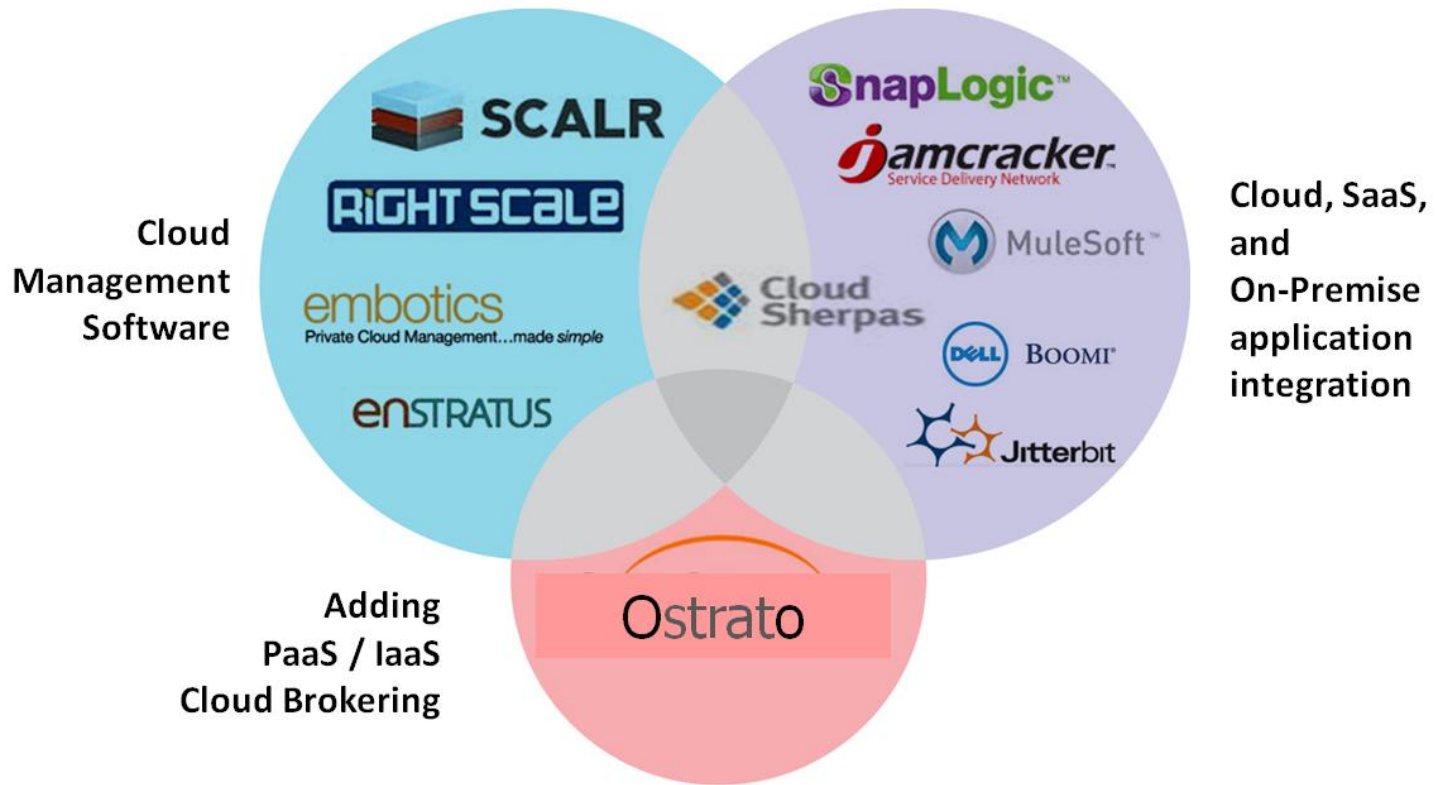 SCALR
RiGHT SCaLe
embotics
Private Cloud Management...made simple
enSTRATUS
SnapLogic™
jamcracker™
Service Delivery Network
MuleSoft™
Cloud
Sherpas
DELL BOOMI®
Jitterbit
Cloud
Management
Software
Cloud, SaaS,
and
On-Premise
application
integration
Ostrato
Adding
PaaS / IaaS
Cloud Brokering